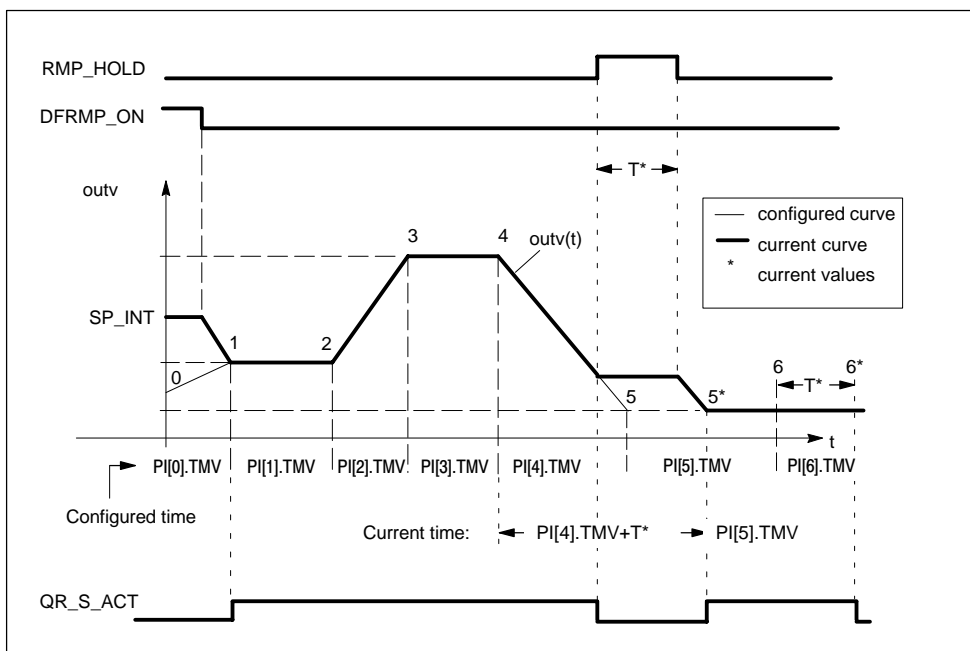 RMP_HOLD
DFRMP_ON
T*
outv
configured curve
current curve
* current values
3
4
outv(t)
SP_INT
1
2
0
5
5*
6
6*
T*
t
PI[0].TMV PI[1].TMV PI[2].TMV PI[3].TMV PI[4].TMV PI[5].TMV PI[6].TMV
Configured time
Current time: PI[4].TMV+T* PI[5].TMV
QR_S_ACT